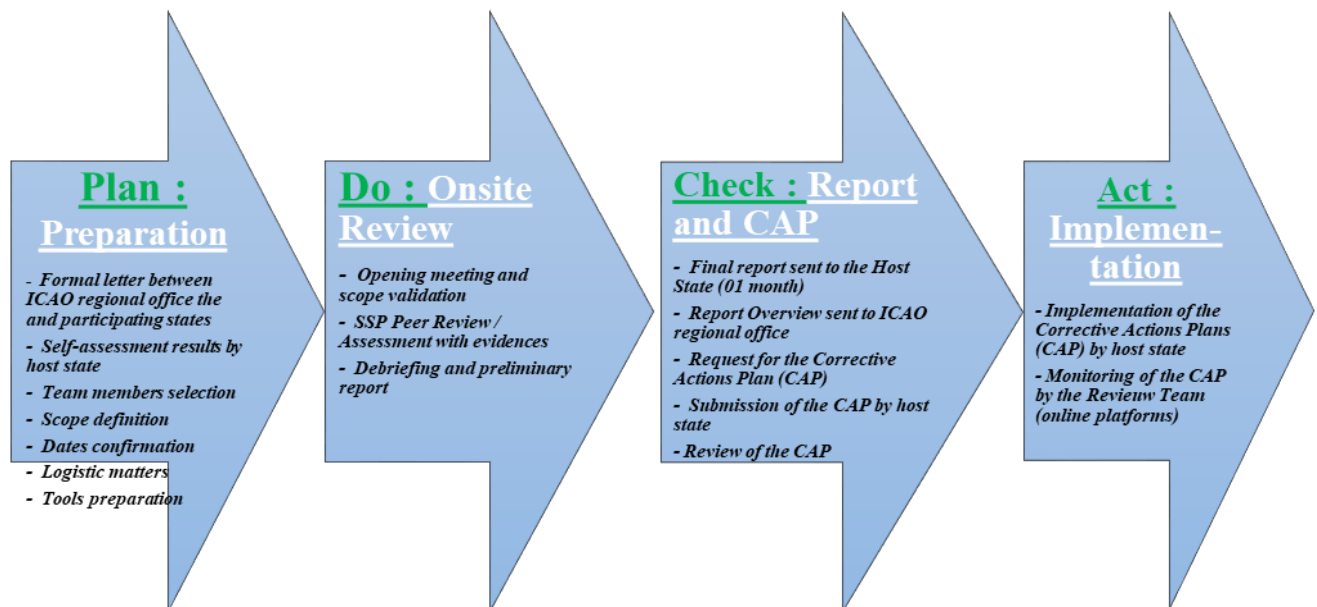 Plan :
Preparation
- Formal letter between
ICAO regional office the
and participating states
- Self-assessment results by
host state
- Team members selection
- Scope definition
- Dates confirmation
- Logistic matters
- Tools preparation
Do : Onsite
Review
- Opening meeting and
scope validation
- SSP Peer Review /
Assessment with evidences
- Debriefing and preliminary
report
Check : Report
and CAP
- Final report sent to the Host
State (01 month)
- Report Overview sent to ICAO
regional office
- Request for the Corrective
Actions Plan (CAP)
- Submission of the CAP by host
state
- Review of the CAP
Act :
Implemen-
tation
- Implementation of the
Corrective Actions Plans
(CAP) by host state
- Monitoring of the CAP
by the Revieuw Team
(online platforms)